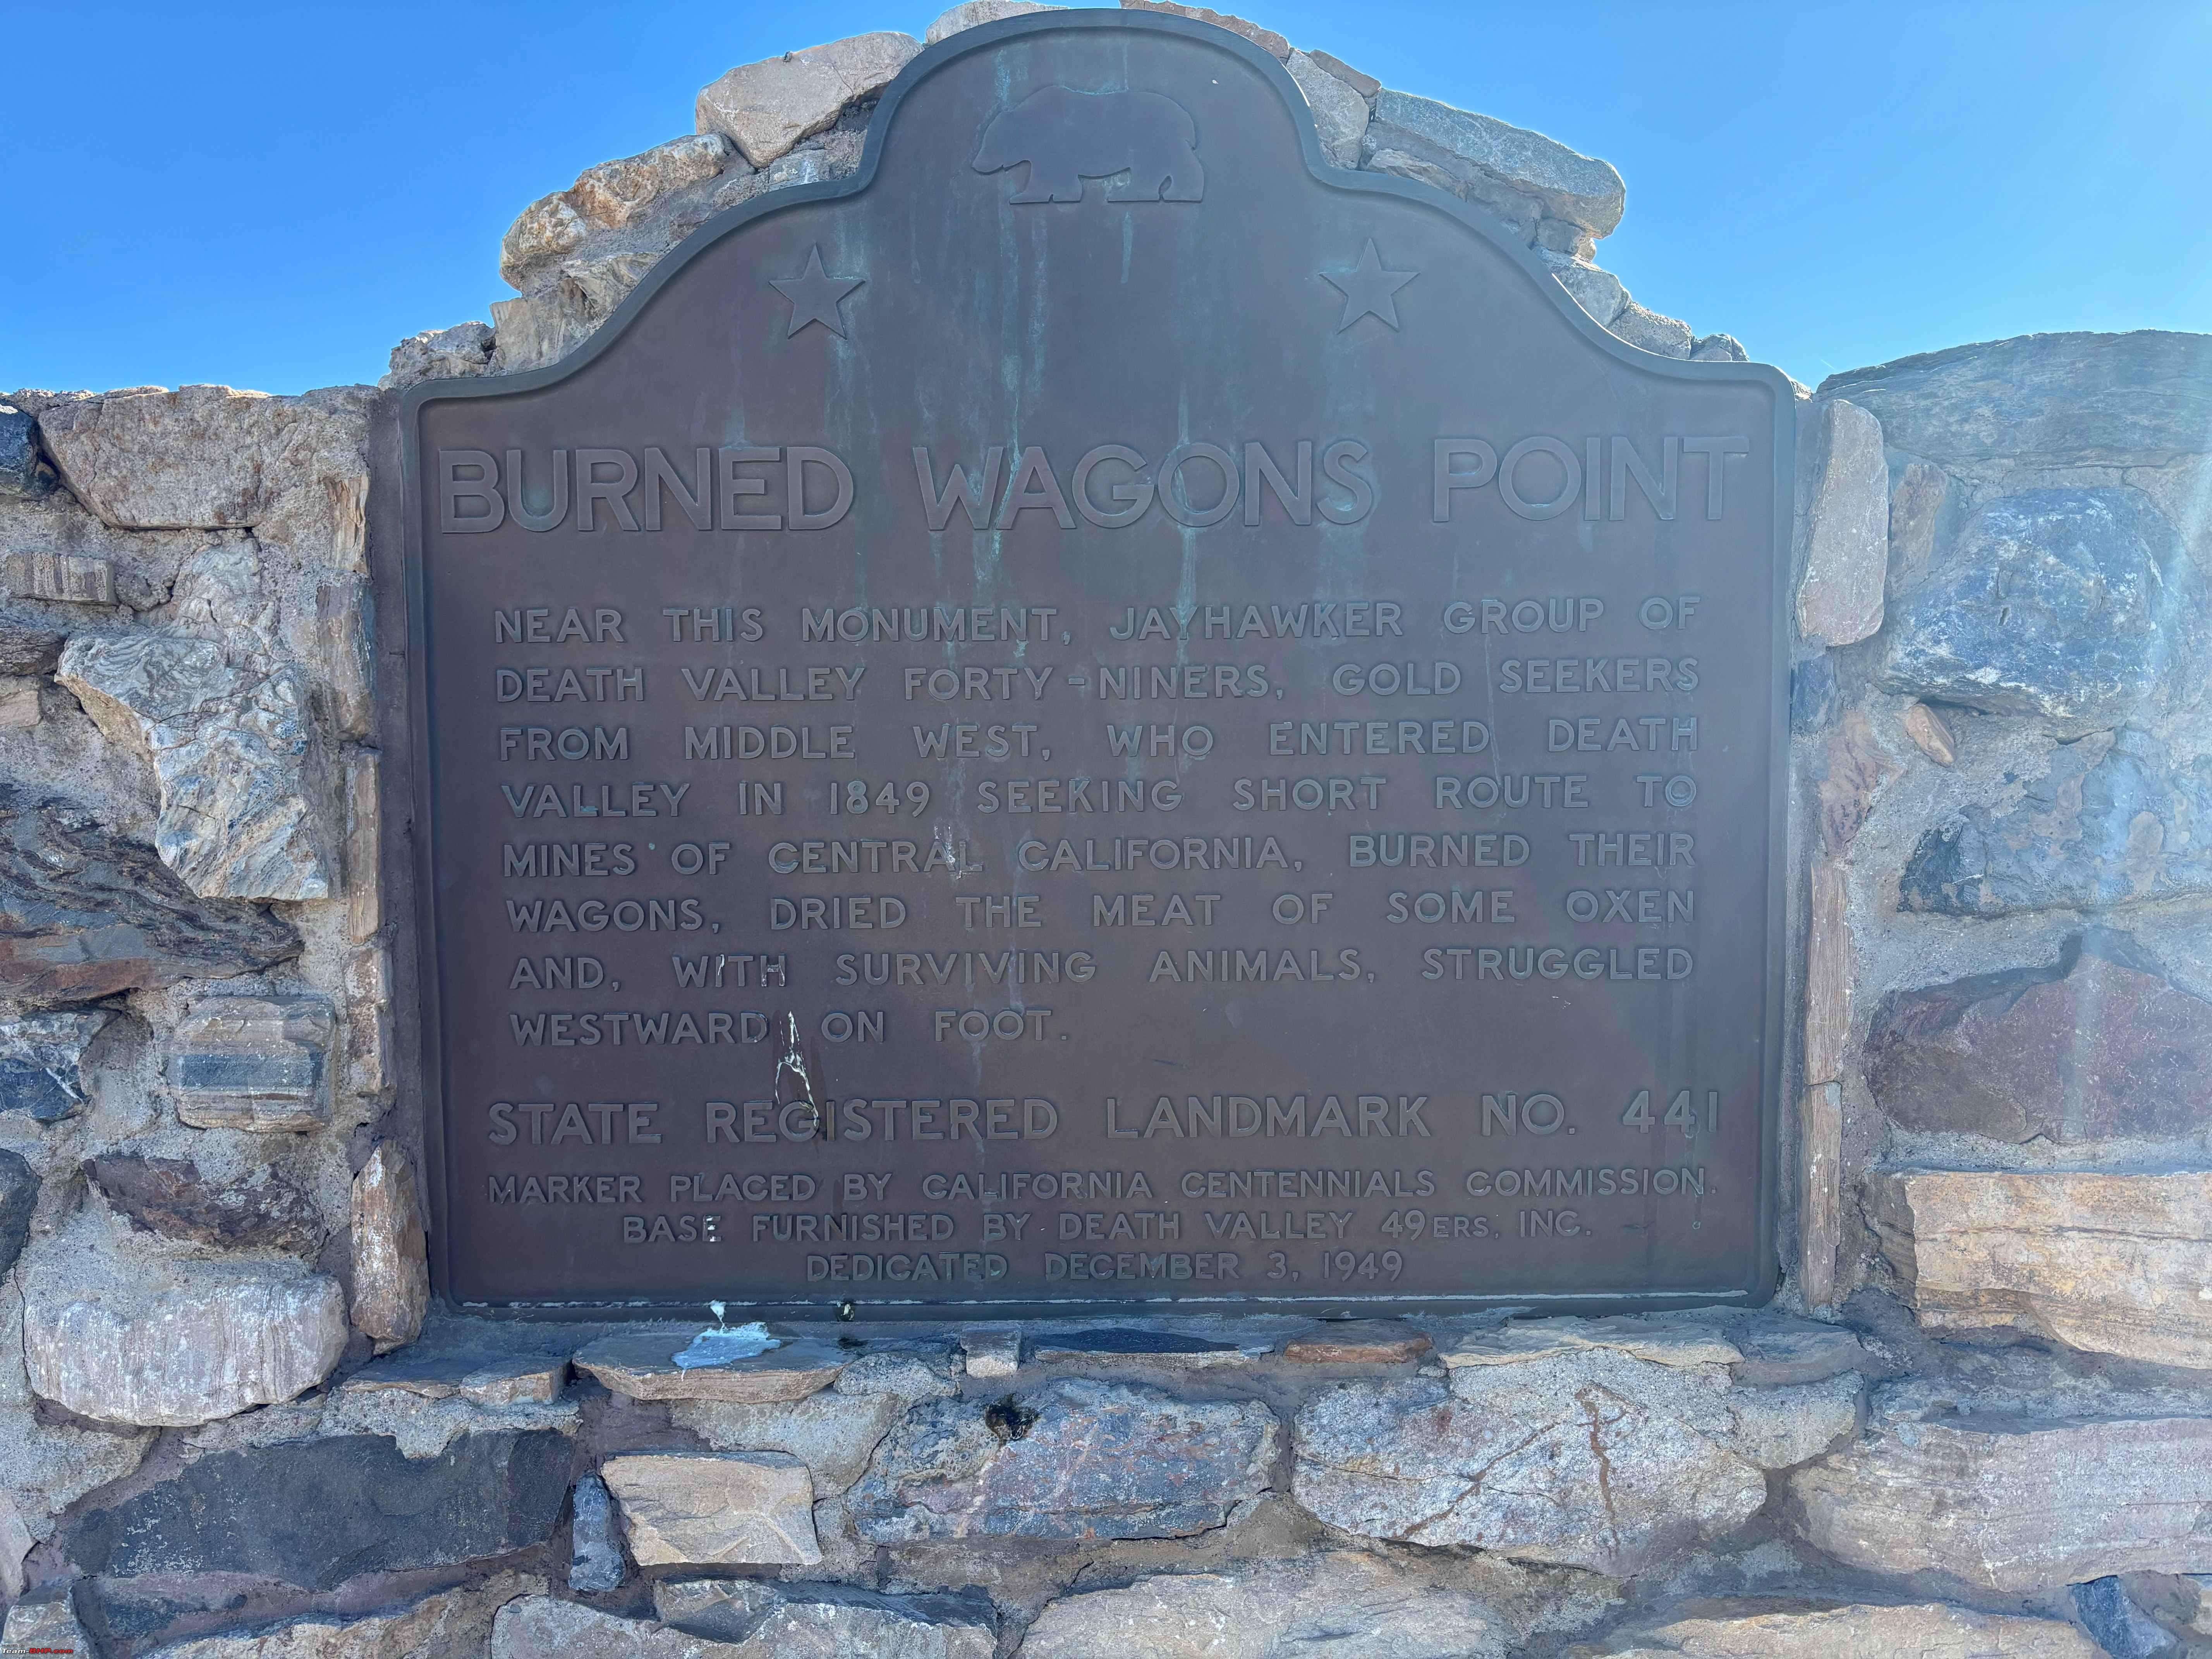 BURNED WAGONS POINT
NEAR THIS MONUMENT, JAYHAWKER GROUP OF
DEATH VALLEY FORTY-NINERS, GOLD SEEKERS
FROM MIDDLE WEST, WHO ENTERED DEATH
VALLEY IN 1849 SEEKING SHORT ROUTE TO
MINES OF CENTRAL CALIFORNIA, BURNED THEIR
WAGONS, DRIED THE MEAT OF SOME OXEN
AND, WITH SURVIVING ANIMALS, STRUGGLED
WESTWARD ON FOOT.
STATE REGISTERED LANDMARK NO. 441
MARKER PLACED BY CALIFORNIA CENTENNIALS COMMISSION.
BASE FURNISHED BY DEATH VALLEY 49ERS, INC.
DEDICATED DECEMBER 3, 1949
Team-BHP.com